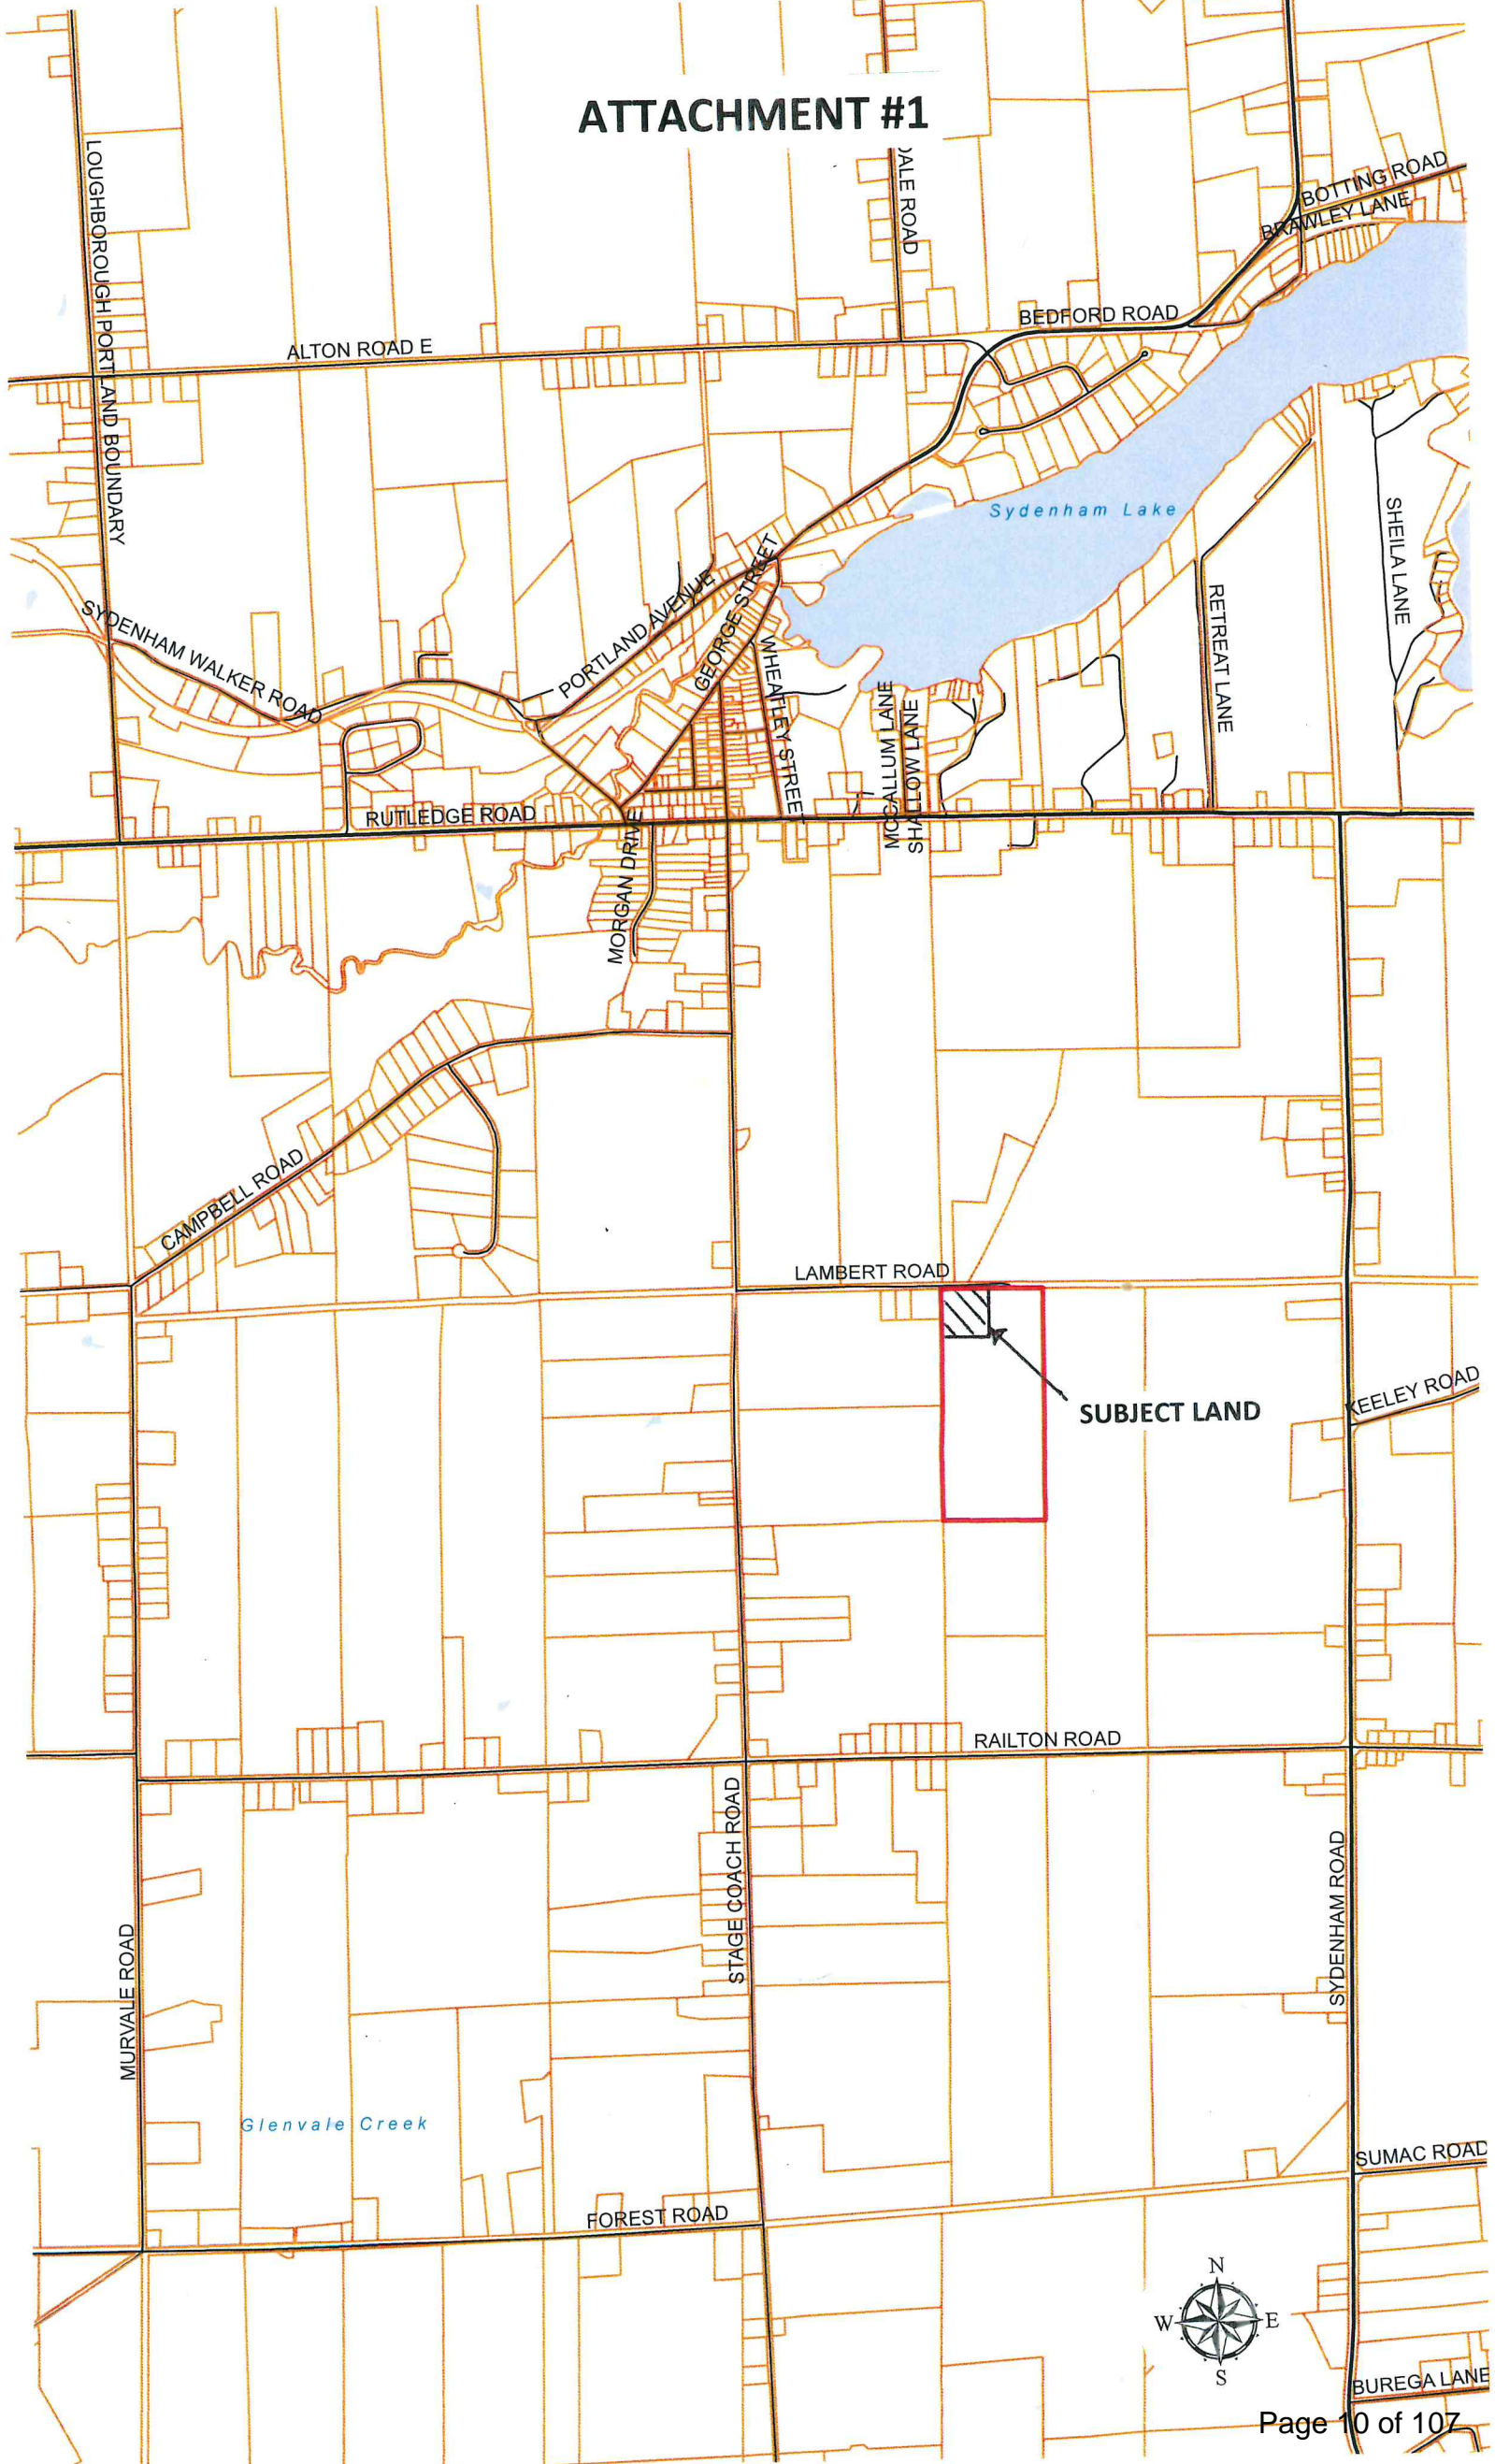 ATTACHMENT #1
LOUGHBOROUGH PORTLAND BOUNDARY
DALE ROAD
BOTTING ROAD
BRAWLEY LANE
BEDFORD ROAD
ALTON ROAD E
Sydenham Lake
SHEILA LANE
SYDENHAM WALKER ROAD
PORTLAND AVENUE
GEORGE STREET
WHEATLEY STREET
RETREAT LANE
MCCALLUM LANE
SHALLOW LANE
RUTLEDGE ROAD
MORGAN DRIVE
CAMPBELL ROAD
LAMBERT ROAD
SUBJECT LAND
KEELEY ROAD
RAILTON ROAD
STAGE COACH ROAD
SYDENHAM ROAD
MURVALE ROAD
Glenvale Creek
SUMAC ROAD
FOREST ROAD
N
W E
S
BUREGA LANE
Page 10 of 107